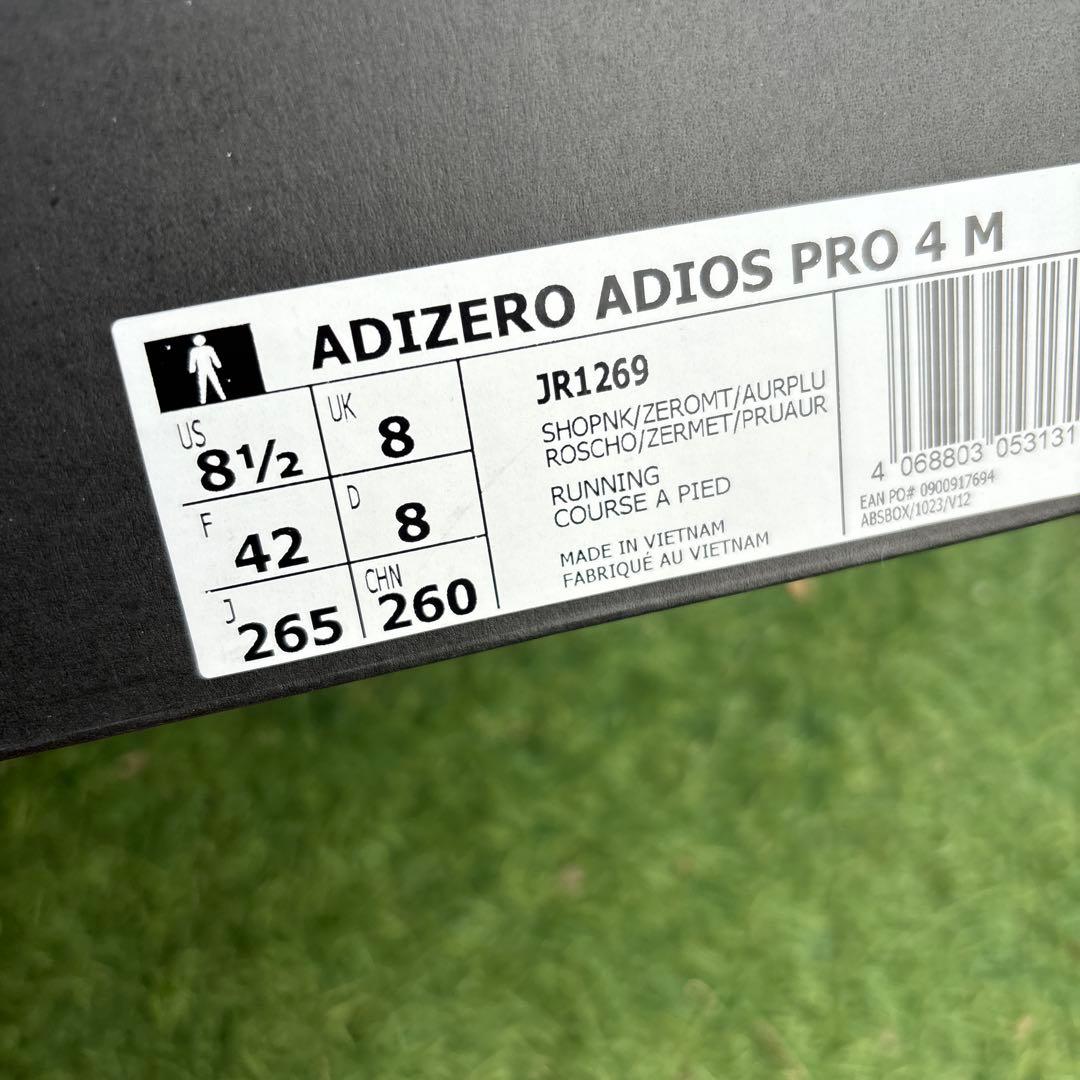 ADIZERO ADIOS PRO 4 M
US
8½
UK
8
F
42
D
8
J
265
CHN
260
JR1269
SHOPNK/ZEROMT/AURPLU
ROSCHO/ZERMET/PRUAUR
RUNNING
COURSE A PIED
MADE IN VIETNAM
FABRIQUÉ AU VIETNAM
4 068803 053131
EAN PO# 0900917694
ABSBOX/1023/V12